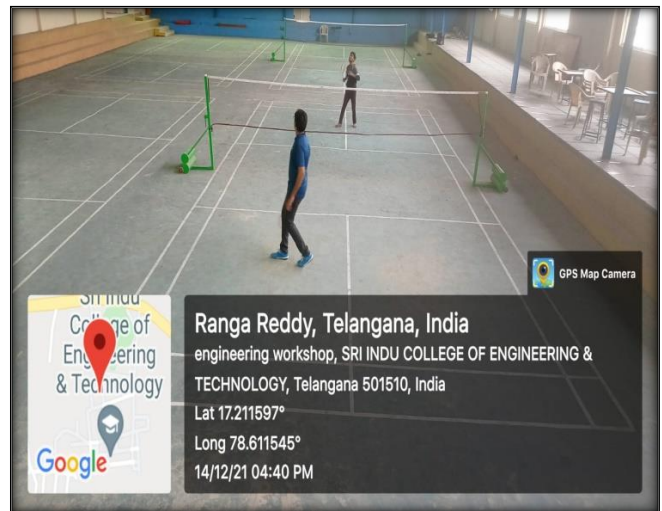 GPS Map Camera
Sri Indu
College of
Engineering
& Technology
Google
Ranga Reddy, Telangana, India
engineering workshop, SRI INDU COLLEGE OF ENGINEERING &
TECHNOLOGY, Telangana 501510, India
Lat 17.211597°
Long 78.611545°
14/12/21 04:40 PM